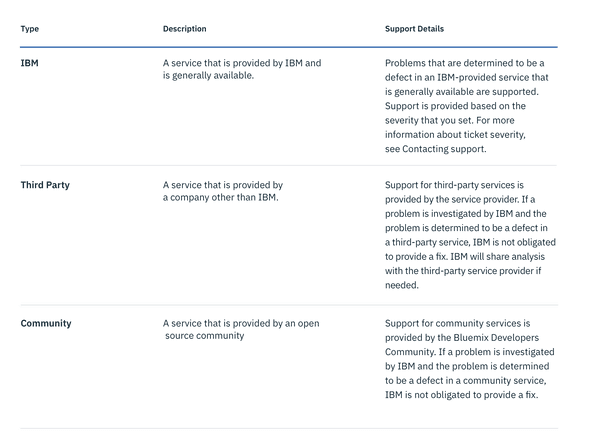 Type
Description
Support Details
IBM
A service that is provided by IBM and
is generally available.
Problems that are determined to be a
defect in an IBM-provided service that
is generally available are supported.
Support is provided based on the
severity that you set. For more
information about ticket severity,
see Contacting support.
Third Party
A service that is provided by
a company other than IBM.
Support for third-party services is
provided by the service provider. If a
problem is investigated by IBM and the
problem is determined to be a defect in
a third-party service, IBM is not obligated
to provide a fix. IBM will share analysis
with the third-party service provider if
needed.
Community
A service that is provided by an open
source community
Support for community services is
provided by the Bluemix Developers
Community. If a problem is investigated
by IBM and the problem is determined
to be a defect in a community service,
IBM is not obligated to provide a fix.